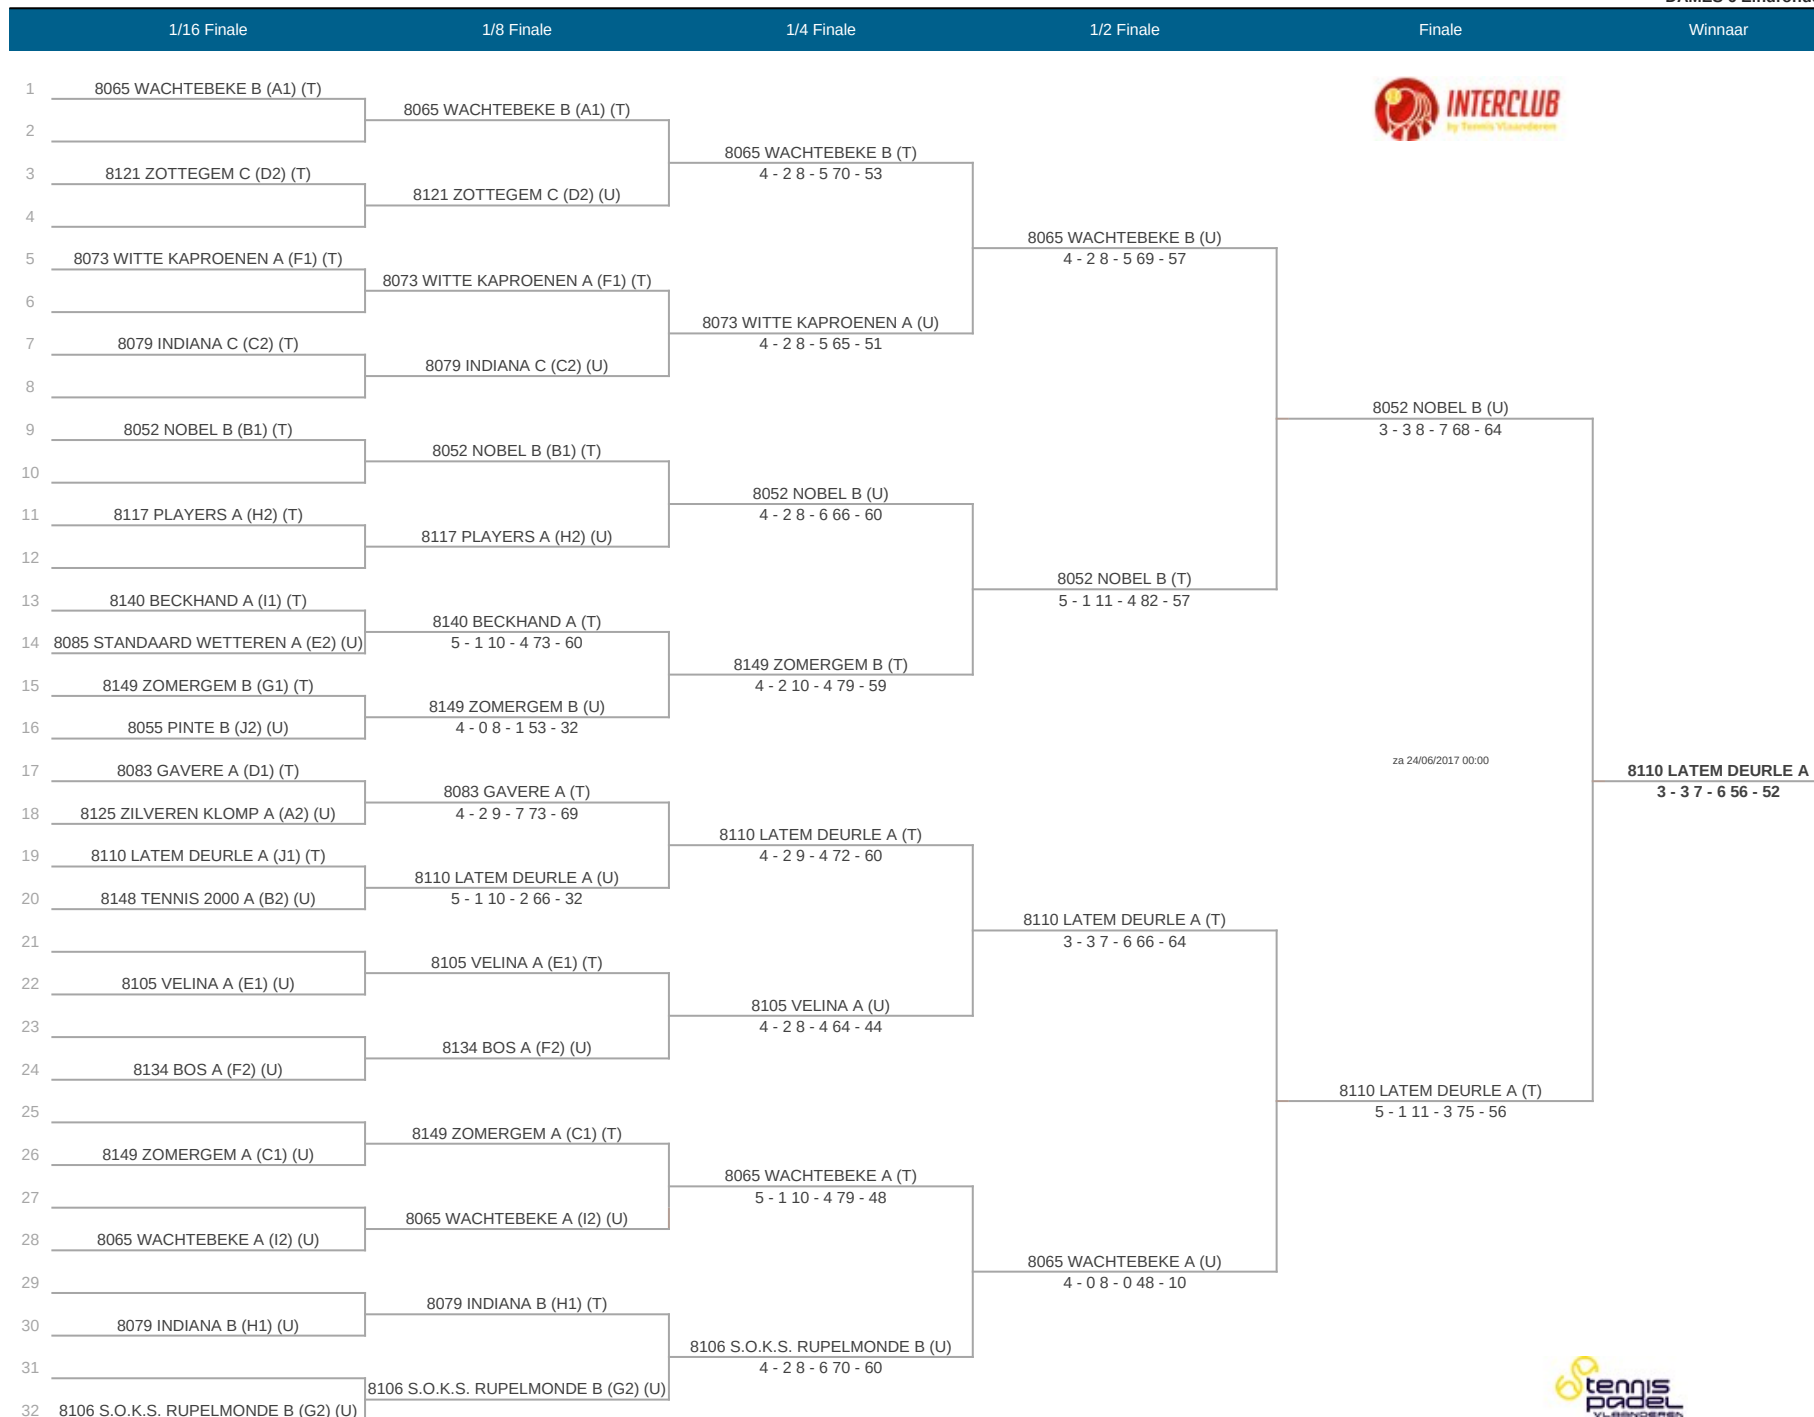 1/16 Finale 1/8 Finale 1/4 Finale 1/2 Finale Finale Winnaar
INTERCLUB
by Tennis Vlaanderen
1 8065 WACHTEBEKE B (A1) (T)
8065 WACHTEBEKE B (A1) (T)
2
8065 WACHTEBEKE B (T)
4 - 2 8 - 5 70 - 53
3 8121 ZOTTEGEM C (D2) (T)
8121 ZOTTEGEM C (D2) (U)
4
8065 WACHTEBEKE B (U)
4 - 2 8 - 5 69 - 57
5 8073 WITTE KAPROENEN A (F1) (T)
8073 WITTE KAPROENEN A (F1) (T)
6
8073 WITTE KAPROENEN A (U)
4 - 2 8 - 5 65 - 51
7 8079 INDIANA C (C2) (T)
8079 INDIANA C (C2) (U)
8
8052 NOBEL B (U)
3 - 3 8 - 7 68 - 64
9 8052 NOBEL B (B1) (T)
8052 NOBEL B (B1) (T)
10
8052 NOBEL B (U)
4 - 2 8 - 6 66 - 60
11 8117 PLAYERS A (H2) (T)
8117 PLAYERS A (H2) (U)
12
8052 NOBEL B (T)
5 - 1 11 - 4 82 - 57
13 8140 BECKHAND A (I1) (T)
8140 BECKHAND A (T)
5 - 1 10 - 4 73 - 60
14 8085 STANDAARD WETTEREN A (E2) (U)
8149 ZOMERGEM B (T)
4 - 2 10 - 4 79 - 59
15 8149 ZOMERGEM B (G1) (T)
8149 ZOMERGEM B (U)
4 - 0 8 - 1 53 - 32
16 8055 PINTE B (J2) (U)
za 24/06/2017 00:00
8110 LATEM DEURLE A
3 - 3 7 - 6 56 - 52
17 8083 GAVERE A (D1) (T)
8083 GAVERE A (T)
4 - 2 9 - 7 73 - 69
18 8125 ZILVEREN KLOMP A (A2) (U)
8110 LATEM DEURLE A (T)
4 - 2 9 - 4 72 - 60
19 8110 LATEM DEURLE A (J1) (T)
8110 LATEM DEURLE A (U)
5 - 1 10 - 2 66 - 32
20 8148 TENNIS 2000 A (B2) (U)
8110 LATEM DEURLE A (T)
3 - 3 7 - 6 66 - 64
21
8105 VELINA A (E1) (T)
22 8105 VELINA A (E1) (U)
8105 VELINA A (U)
4 - 2 8 - 4 64 - 44
23
8134 BOS A (F2) (U)
24 8134 BOS A (F2) (U)
8110 LATEM DEURLE A (T)
5 - 1 11 - 3 75 - 56
25
8149 ZOMERGEM A (C1) (T)
26 8149 ZOMERGEM A (C1) (U)
8065 WACHTEBEKE A (T)
5 - 1 10 - 4 79 - 48
27
8065 WACHTEBEKE A (I2) (U)
28 8065 WACHTEBEKE A (I2) (U)
8065 WACHTEBEKE A (U)
4 - 0 8 - 0 48 - 10
29
8079 INDIANA B (H1) (T)
30 8079 INDIANA B (H1) (U)
8106 S.O.K.S. RUPELMONDE B (U)
4 - 2 8 - 6 70 - 60
31
8106 S.O.K.S. RUPELMONDE B (G2) (U)
32 8106 S.O.K.S. RUPELMONDE B (G2) (U)
tennis
padel
VLAANDEREN